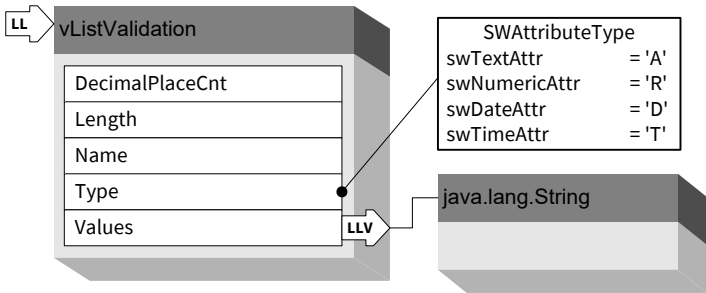 LL
vListValidation
DecimalPlaceCnt
Length
Name
Type
Values
LLV
SWAttributeType
swTextAttr = 'A'
swNumericAttr = 'R'
swDateAttr = 'D'
swTimeAttr = 'T'
java.lang.String